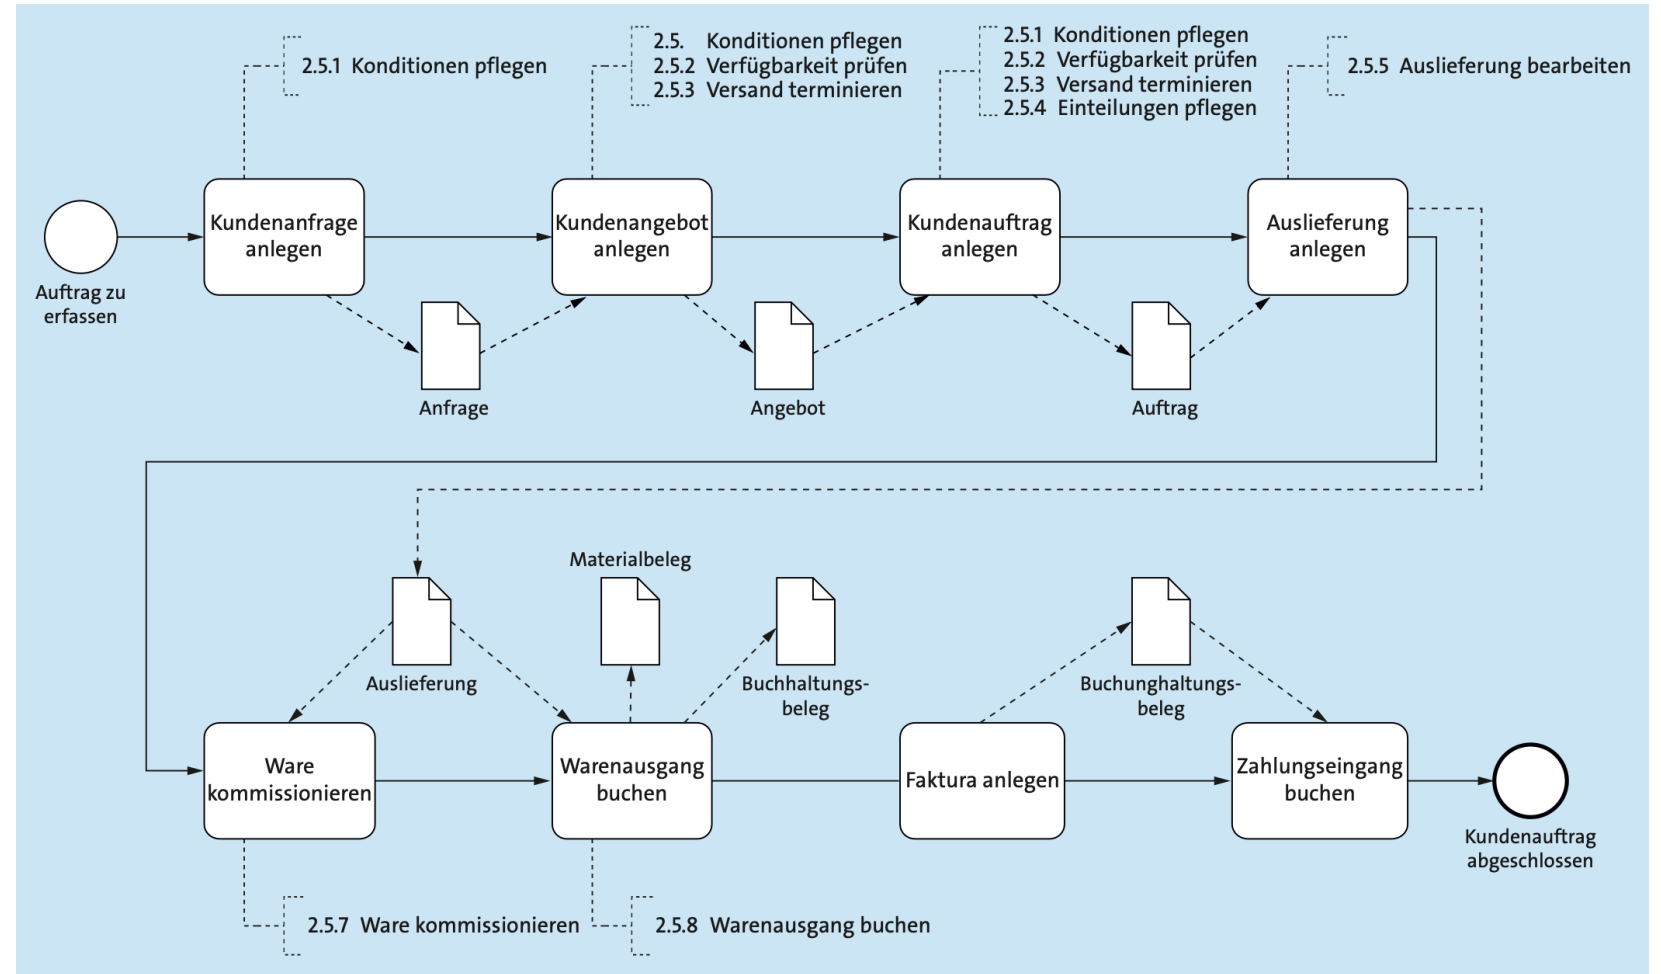 2.5.1 Konditionen pflegen
2.5. Konditionen pflegen
2.5.2 Verfügbarkeit prüfen
2.5.3 Versand terminieren
2.5.1 Konditionen pflegen
2.5.2 Verfügbarkeit prüfen
2.5.3 Versand terminieren
2.5.4 Einteilungen pflegen
2.5.5 Auslieferung bearbeiten
Auftrag zu
erfassen
Kundenanfrage
anlegen
Kundenangebot
anlegen
Kundenauftrag
anlegen
Auslieferung
anlegen
Anfrage
Angebot
Auftrag
Auslieferung
Materialbeleg
Buchhaltungs-
beleg
Buchunghaltungs-
beleg
Ware
kommissionieren
Warenausgang
buchen
Faktura anlegen
Zahlungseingang
buchen
Kundenauftrag
abgeschlossen
2.5.7 Ware kommissionieren
2.5.8 Warenausgang buchen